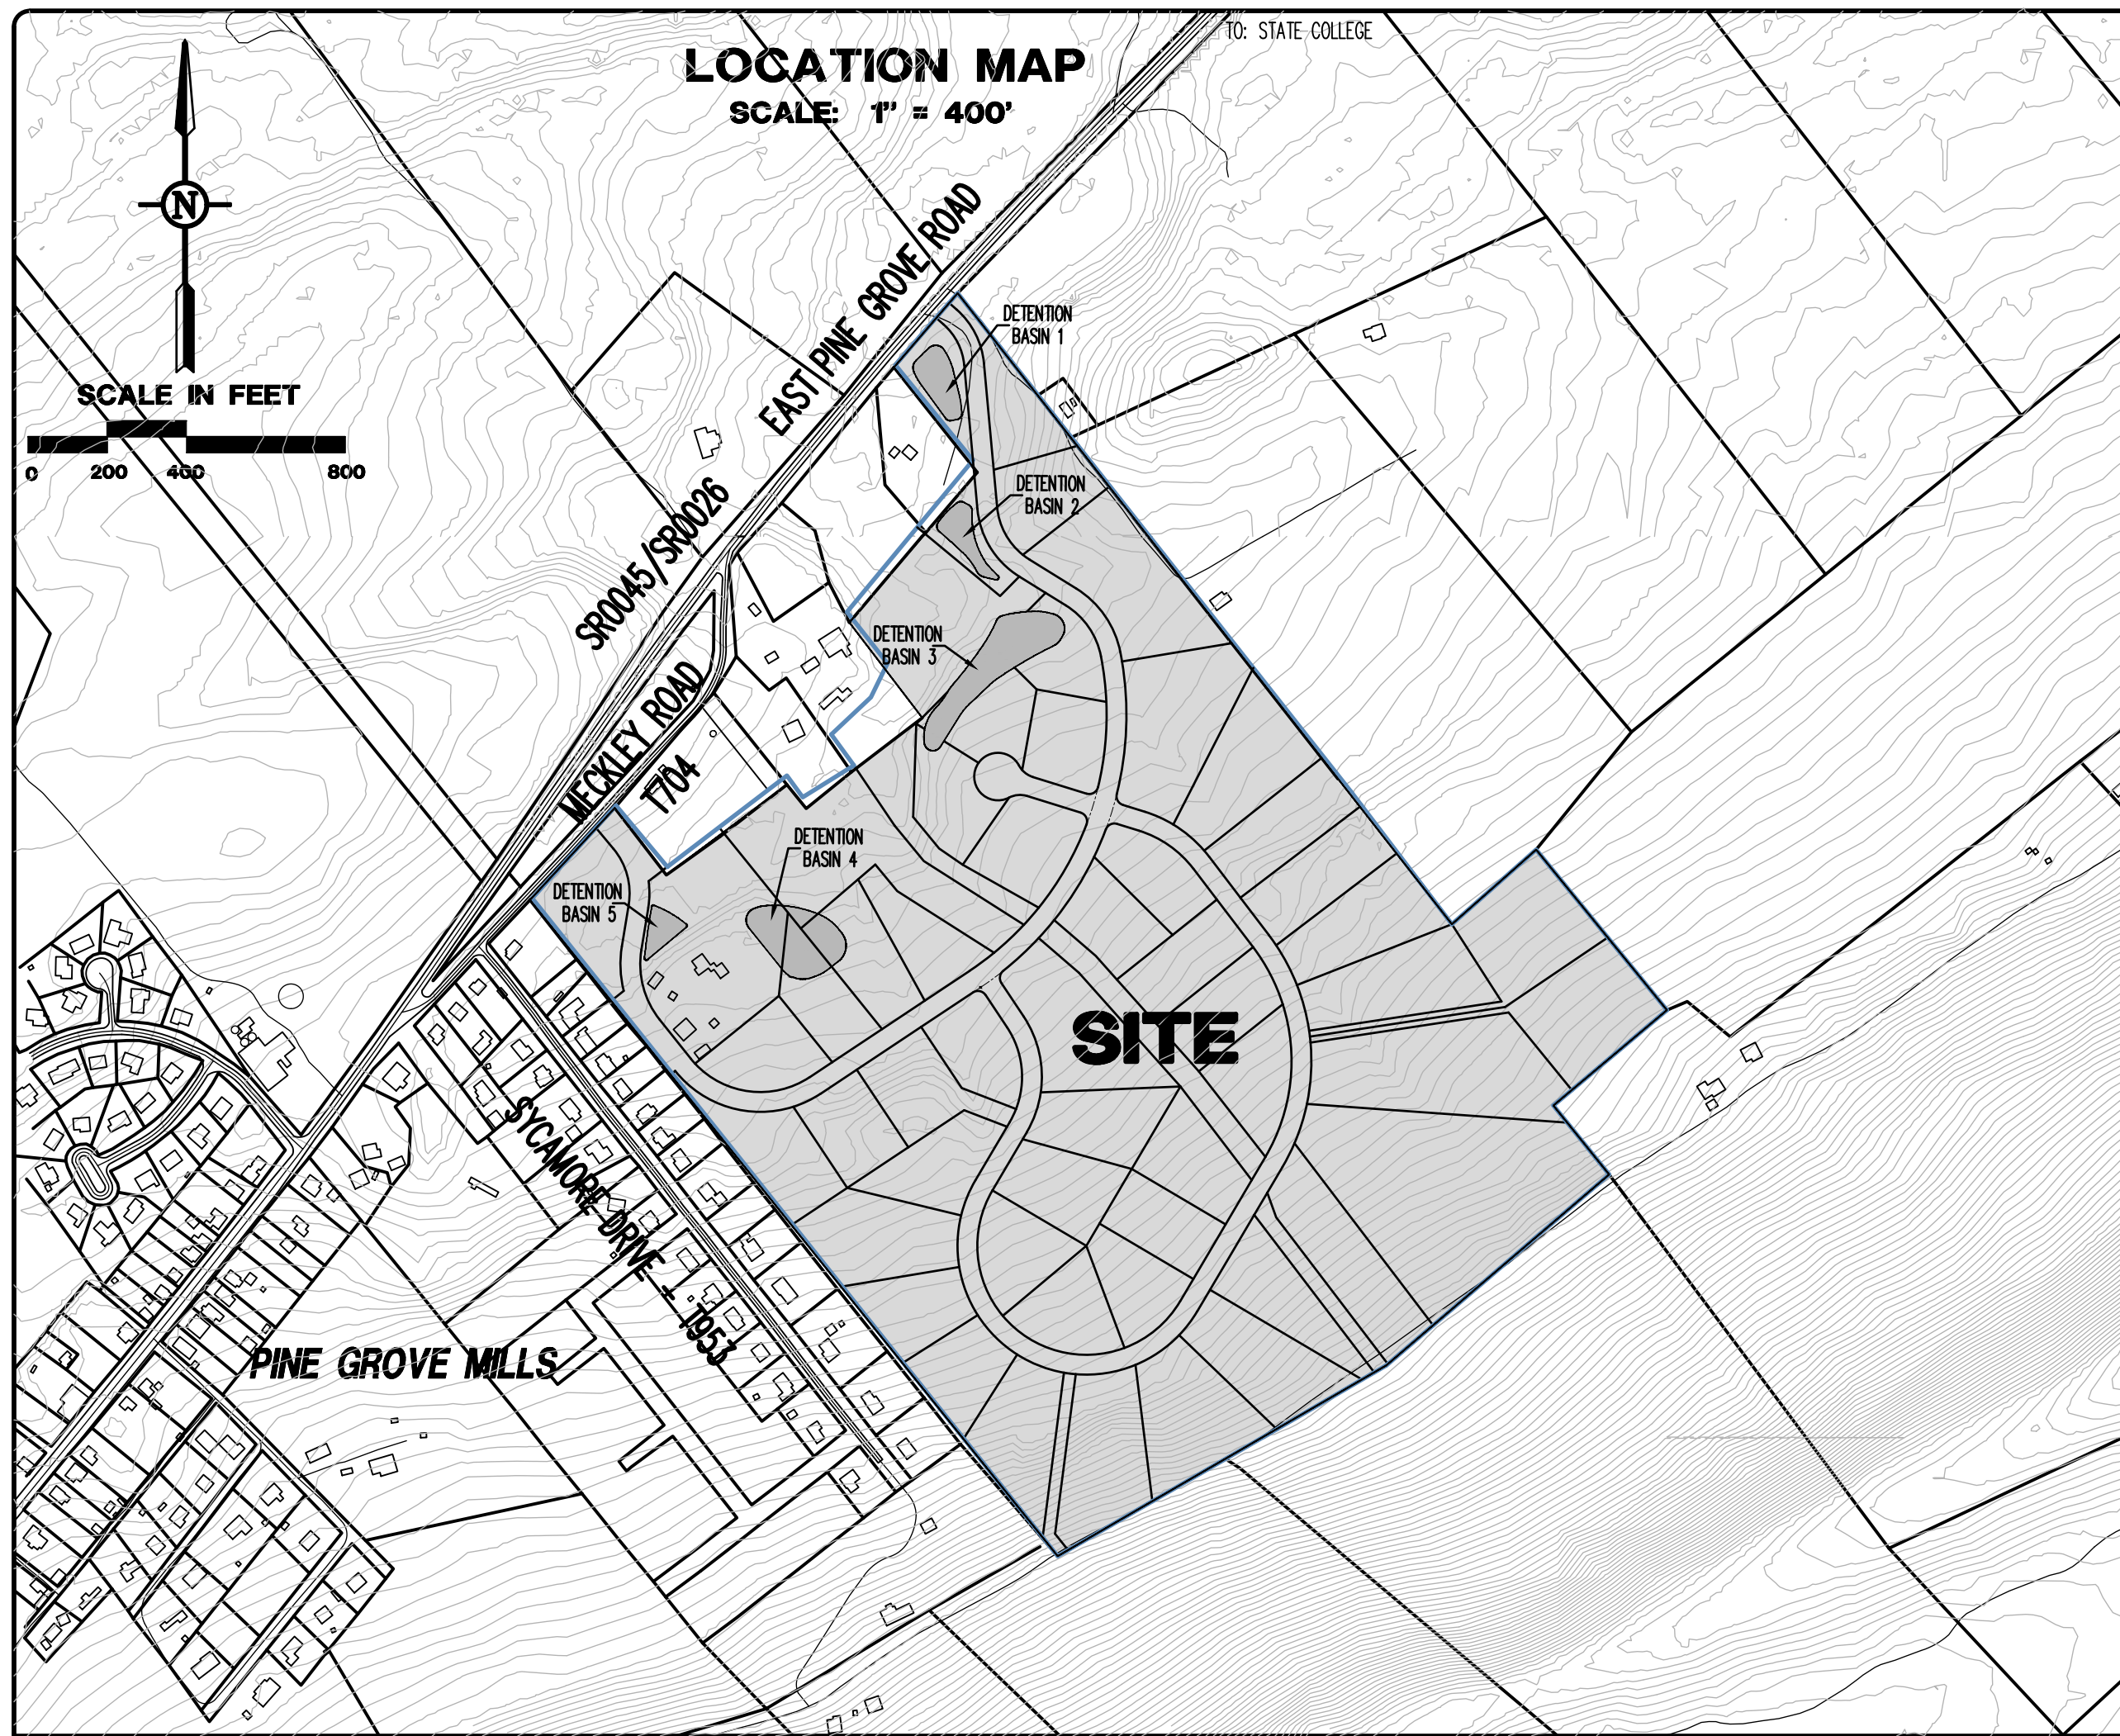 TO: STATE COLLEGE
LOCATION MAP
SCALE: 1" = 400'
N
SCALE IN FEET
0 200 400 800
EAST PINE GROVE ROAD
DETENTION
BASIN 1
DETENTION
BASIN 2
SR0045/SR0026
DETENTION
BASIN 3
MECKLEY ROAD
T704
DETENTION
BASIN 4
DETENTION
BASIN 5
SITE
SYCAMORE DRIVE - T953
PINE GROVE MILLS